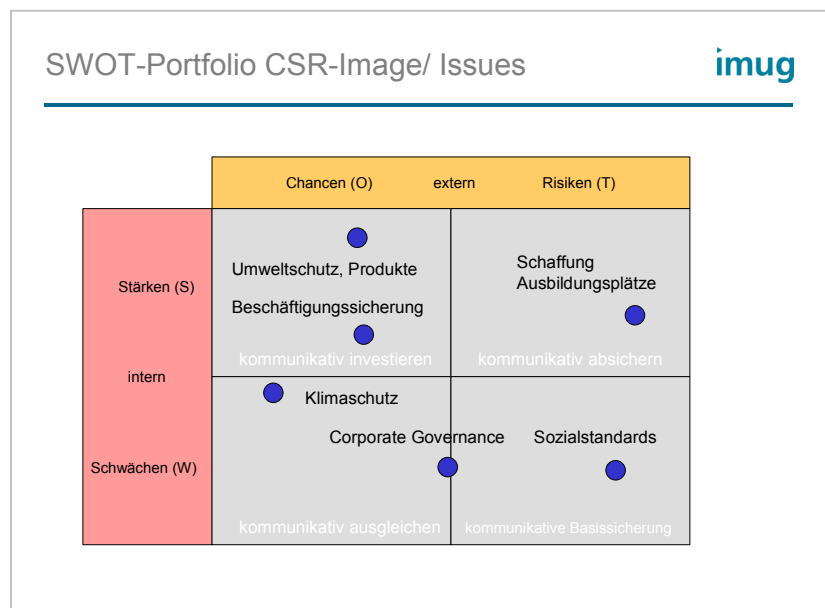 SWOT-Portfolio CSR-Image/ Issues
imug
Chancen (O) extern Risiken (T)
Stärken (S)
intern
Schwächen (W)
Umweltschutz, Produkte
Beschäftigungssicherung
kommunikativ investieren
Schaffung
Ausbildungsplätze
kommunikativ absichern
Klimaschutz
Corporate Governance
kommunikativ ausgleichen
Sozialstandards
kommunikative Basissicherung